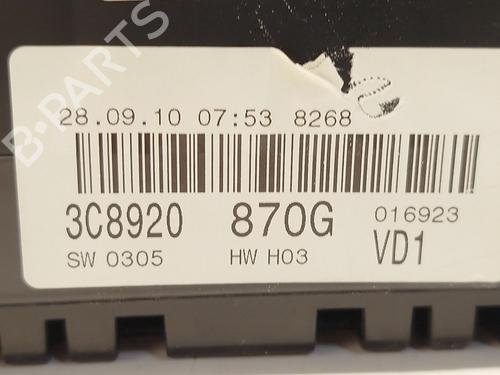 B-PARTS
28.09.10 07:53 8268
3C8920 870G 016923
SW 0305 HW H03 VD1